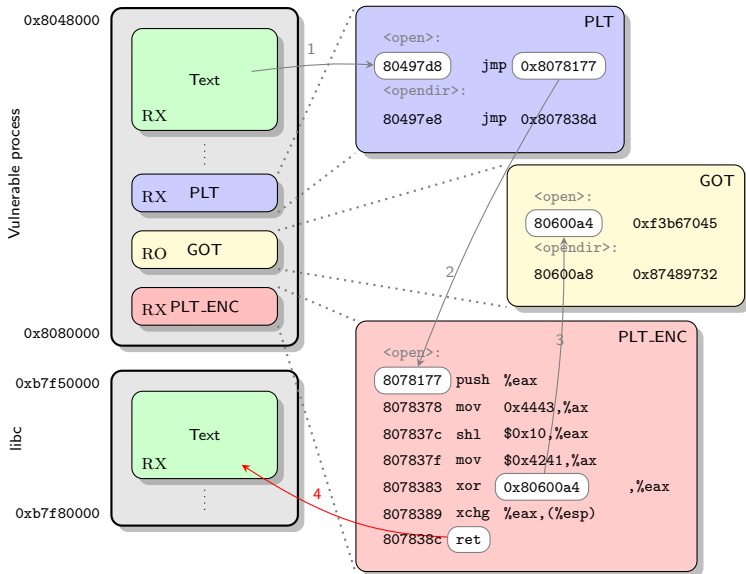 0x8048000
Vulnerable process
0x8080000
0xb7f50000
libc
0xb7f80000
Text
RX
RX PLT
RO GOT
RX PLT_ENC
Text
RX
1
2
3
4
PLT
<open>:
80497d8 jmp 0x8078177
<opendir>:
80497e8 jmp 0x807838d
GOT
<open>:
80600a4 0xf3b67045
<opendir>:
80600a8 0x87489732
PLT_ENC
<open>:
8078177 push %eax
8078378 mov 0x4443,%ax
807837c shl $0x10,%eax
807837f mov $0x4241,%ax
8078383 xor 0x80600a4 ,%eax
8078389 xchg %eax,(%esp)
807838c ret